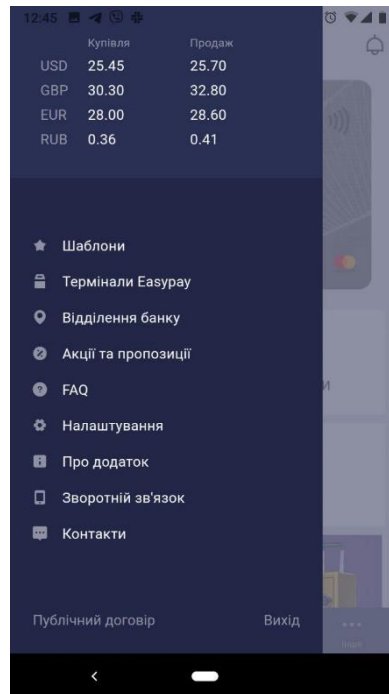 12:45
Купівля Продаж
USD 25.45 25.70
GBP 30.30 32.80
EUR 28.00 28.60
RUB 0.36 0.41
Шаблони
Термінали Easypay
Відділення банку
Акції та пропозиції
FAQ
Налаштування
Про додаток
Зворотній зв'язок
Контакти
Публічний договір Вихід